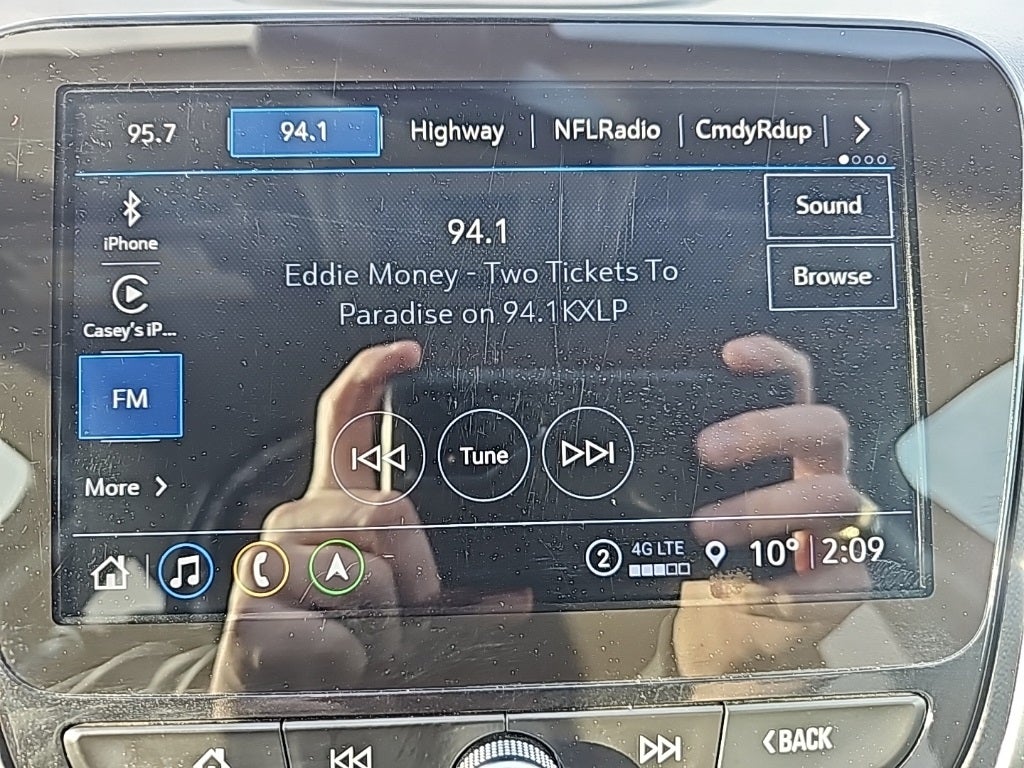 95.7
94.1
Highway
NFLRadio
CmdyRdup
iPhone
Casey's iP...
FM
More
94.1
Eddie Money - Two Tickets To
Paradise on 94.1KXLP
Sound
Browse
Tune
2
4G LTE
10°
2:09
BACK